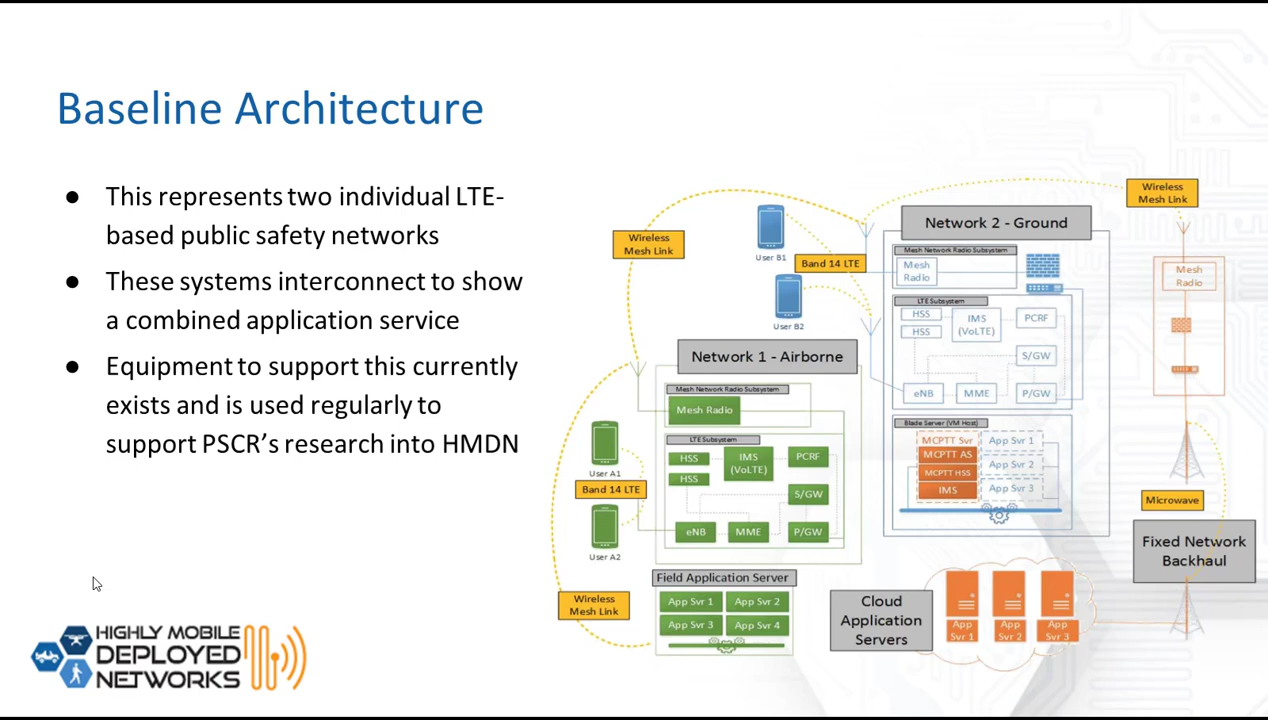 Baseline Architecture
● This represents two individual LTE-
based public safety networks
● These systems interconnect to show
a combined application service
● Equipment to support this currently
exists and is used regularly to
support PSCR’s research into HMDN
HIGHLY MOBILE
DEPLOYED
NETWORKS
Wireless
Mesh Link
User B1
Band 14 LTE
User B2
Network 2 - Ground
Mesh Network Radio Subsystem
Mesh
Radio
LTE Subsystem
HSS
HSS
IMS
(VoLTE)
PCRF
S/GW
eNB
MME
P/GW
Blade Server (VM Host)
MCPTT Svr
MCPTT AS
MCPTT HSS
IMS
App Svr 1
App Svr 2
App Svr 3
Wireless
Mesh Link
Mesh
Radio
Microwave
Fixed Network
Backhaul
Network 1 - Airborne
Mesh Network Radio Subsystem
Mesh Radio
LTE Subsystem
HSS
HSS
IMS
(VoLTE)
PCRF
S/GW
eNB
MME
P/GW
User A1
Band 14 LTE
User A2
Wireless
Mesh Link
Field Application Server
App Svr 1
App Svr 2
App Svr 3
App Svr 4
Cloud
Application
Servers
App
Svr 1
App
Svr 2
App
Svr 3